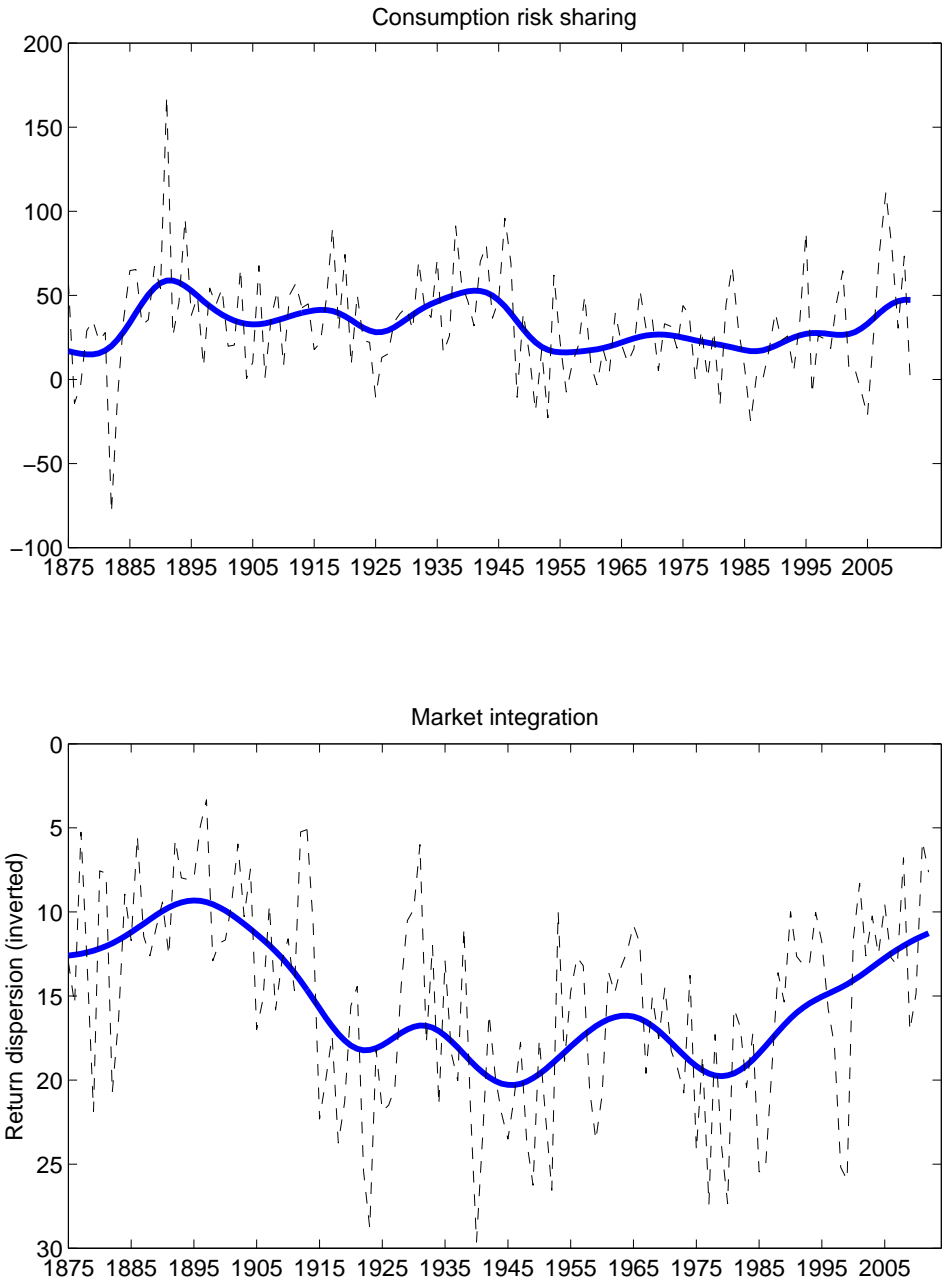 Consumption risk sharing
200
150
100
50
0
−50
−100
1875 1885 1895 1905 1915 1925 1935 1945 1955 1965 1975 1985 1995 2005
Market integration
Return dispersion (inverted)
0
5
10
15
20
25
30
1875 1885 1895 1905 1915 1925 1935 1945 1955 1965 1975 1985 1995 2005